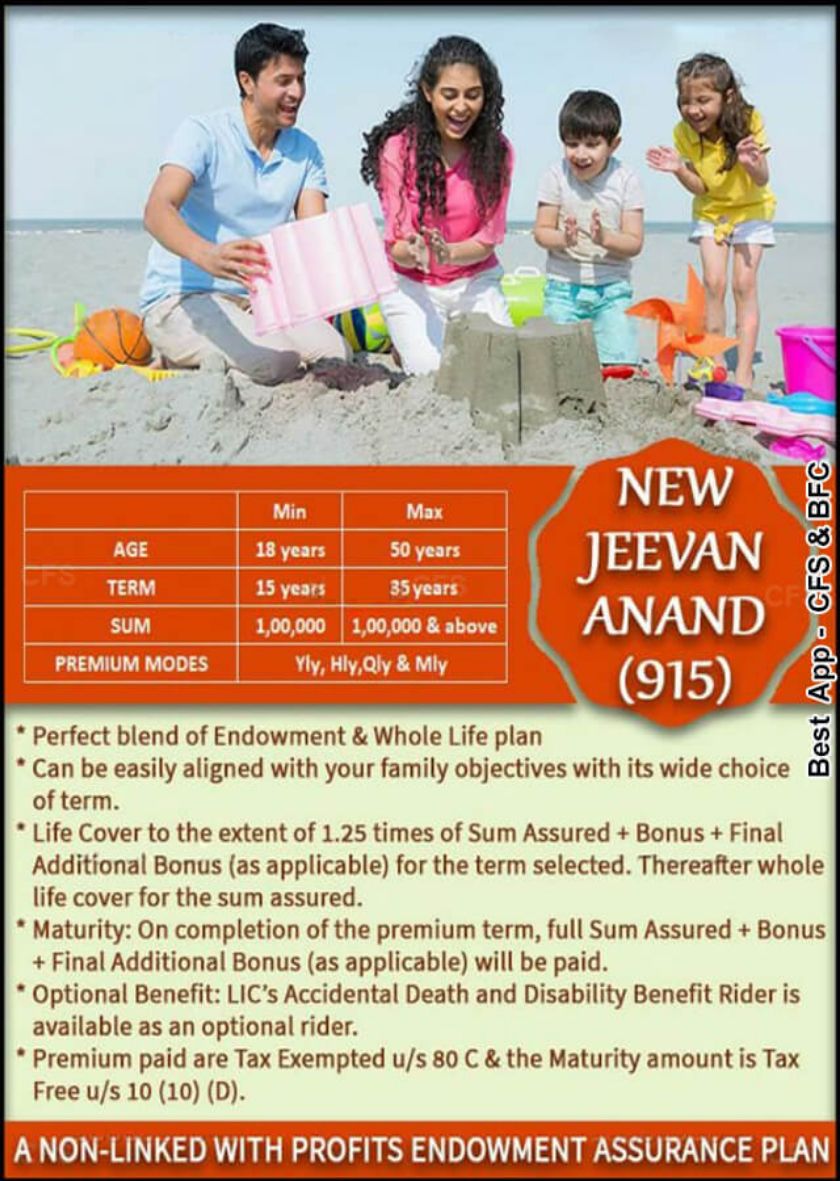 Min Max
AGE 18 years 50 years
TERM 15 years 35 years
SUM 1,00,000 1,00,000 & above
PREMIUM MODES Yly, Hly,Qly & Mly
NEW
JEEVAN
ANAND
(915)
Best App - CFS & BFC
* Perfect blend of Endowment & Whole Life plan
* Can be easily aligned with your family objectives with its wide choice
of term.
* Life Cover to the extent of 1.25 times of Sum Assured + Bonus + Final
Additional Bonus (as applicable) for the term selected. Thereafter whole
life cover for the sum assured.
* Maturity: On completion of the premium term, full Sum Assured + Bonus
+ Final Additional Bonus (as applicable) will be paid.
* Optional Benefit: LIC's Accidental Death and Disability Benefit Rider is
available as an optional rider.
* Premium paid are Tax Exempted u/s 80 C & the Maturity amount is Tax
Free u/s 10 (10) (D).
A NON-LINKED WITH PROFITS ENDOWMENT ASSURANCE PLAN